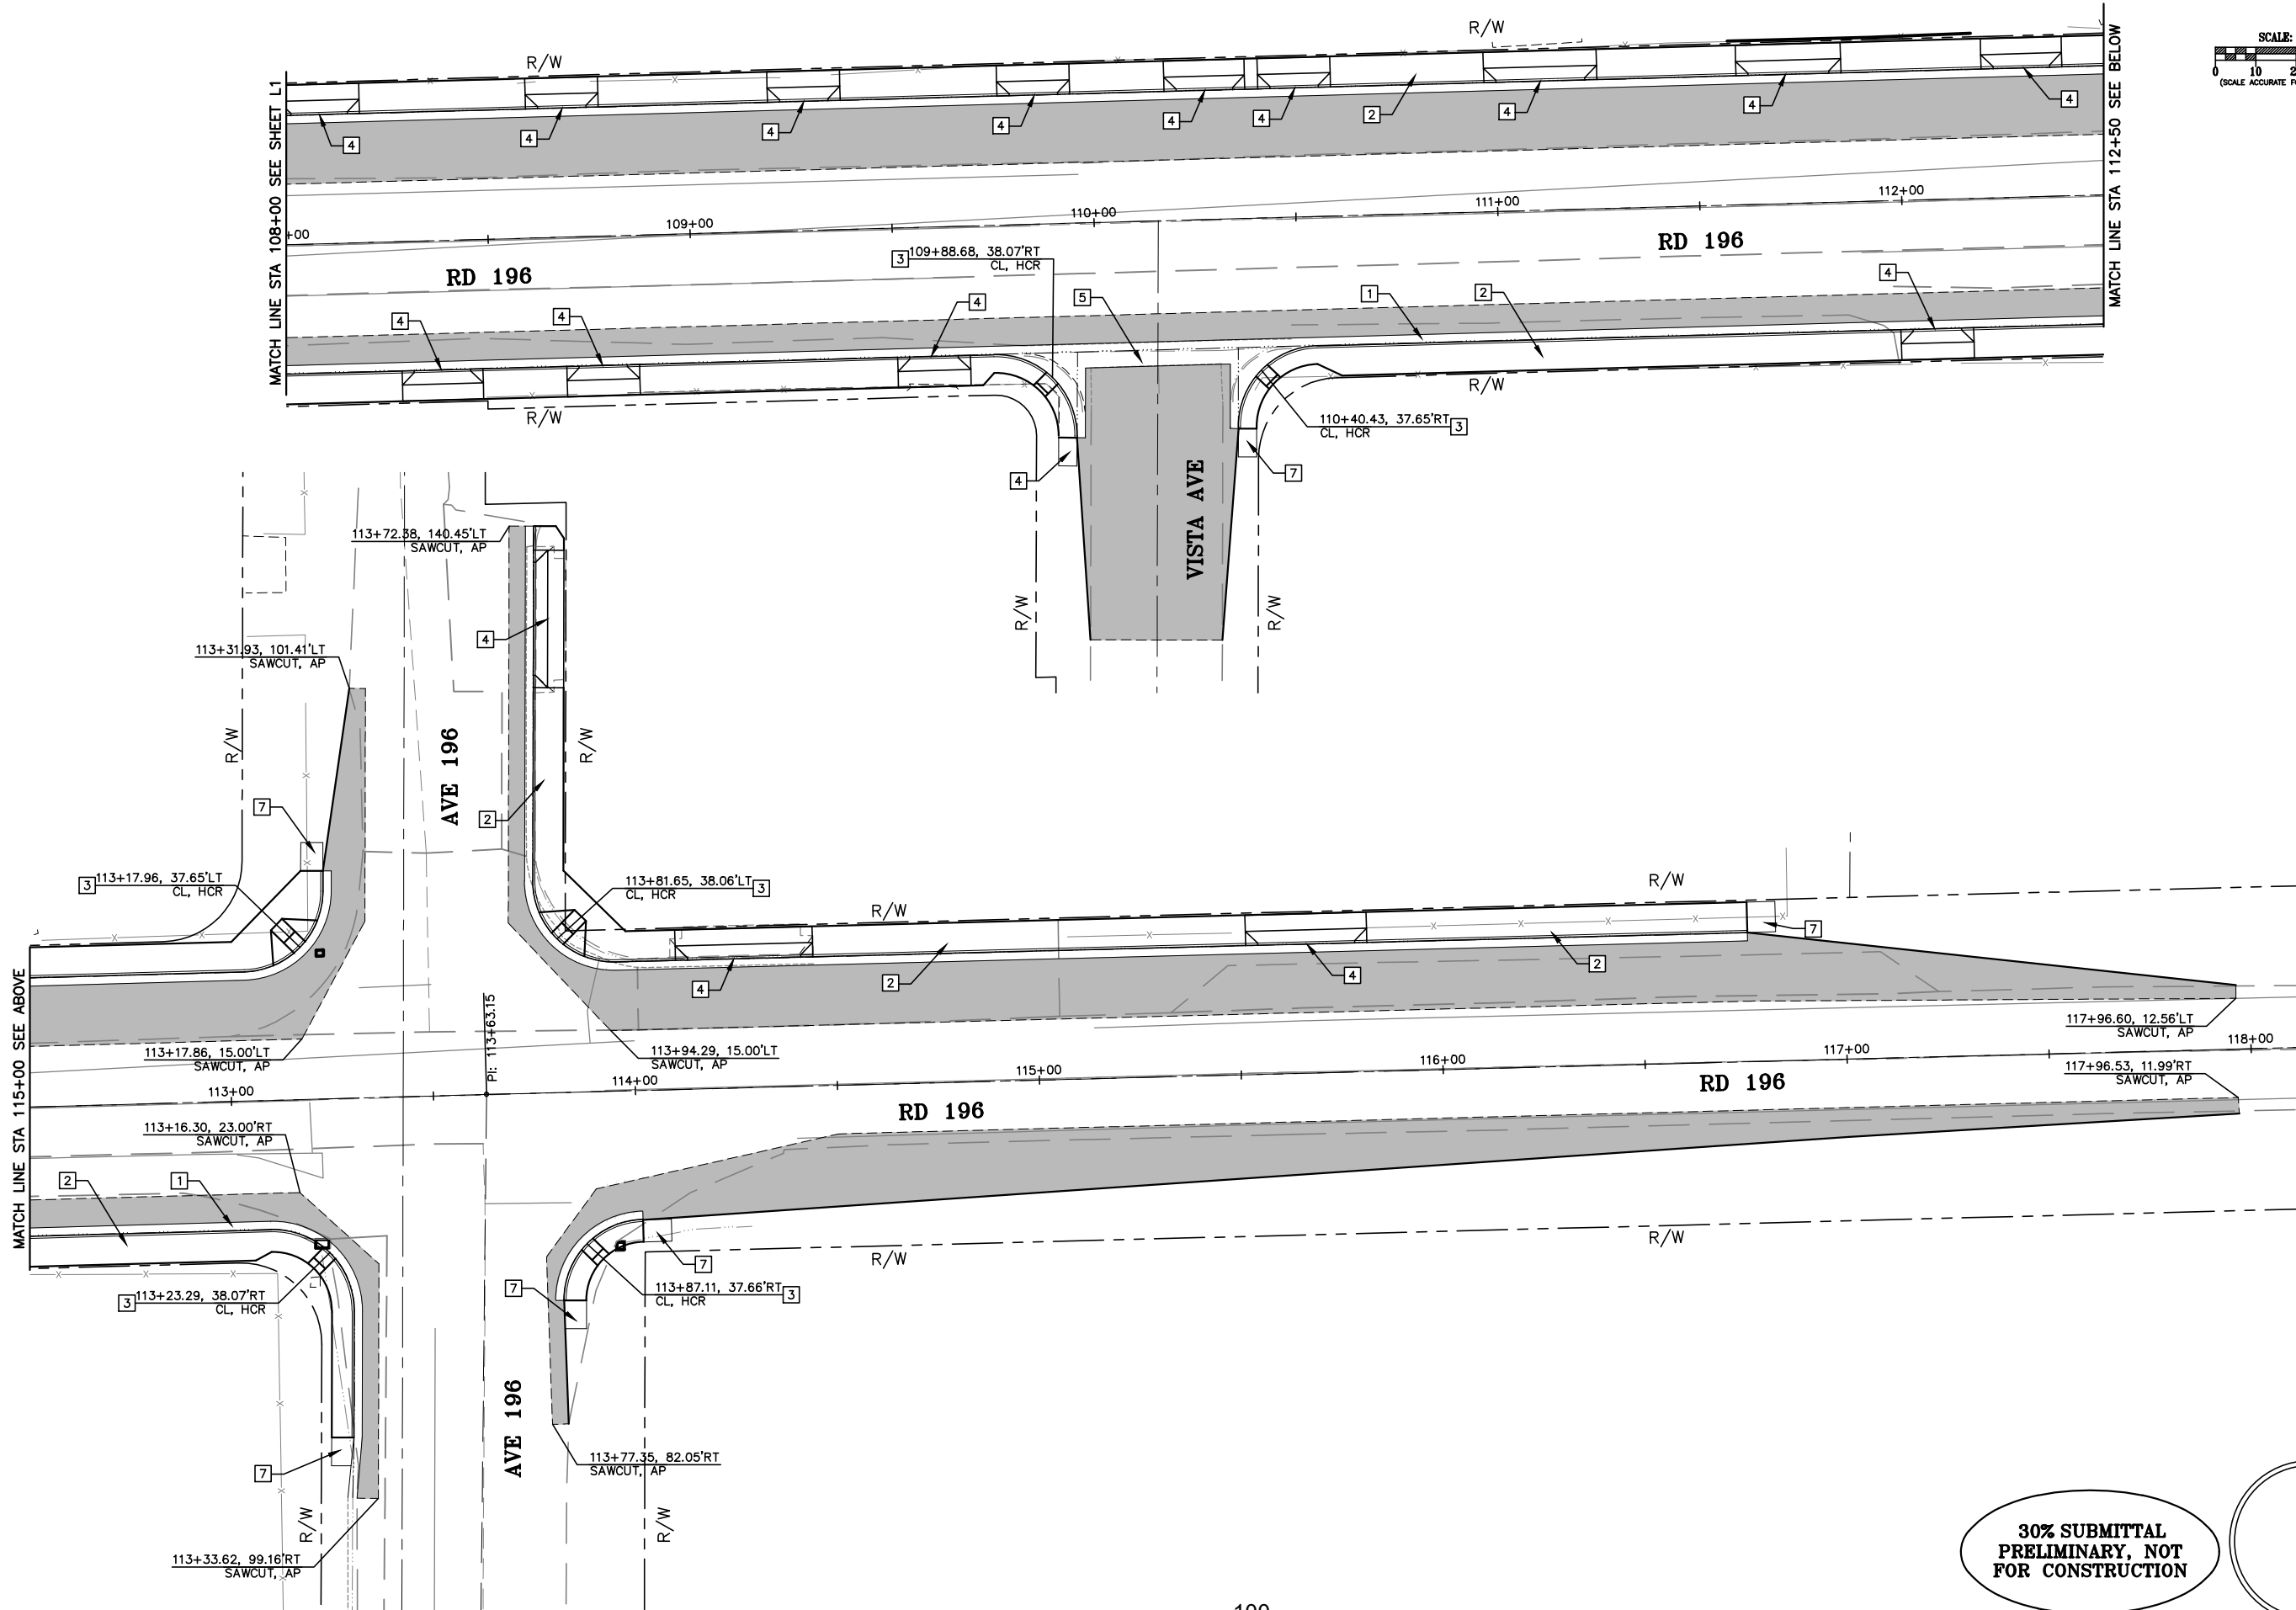 R/W
R/W
SCALE:
0 10 2
(SCALE ACCURATE FO
MATCH LINE STA 108+00 SEE SHEET L1
MATCH LINE STA 112+50 SEE BELOW
4
4
4
4
4
4
2
4
4
4
+00
109+00
110+00
111+00
112+00
RD 196
RD 196
3 109+88.68, 38.07'RT
CL, HCR
4
4
4
5
1
2
4
R/W
R/W
110+40.43, 37.65'RT 3
CL, HCR
4
7
VISTA AVE
R/W
R/W
113+72.38, 140.45'LT
SAWCUT, AP
4
113+31.93, 101.41'LT
SAWCUT, AP
R/W
AVE 196
R/W
7
2
3 113+17.96, 37.65'LT
CL, HCR
113+81.65, 38.06'LT 3
CL, HCR
R/W
R/W
7
4
2
4
2
MATCH LINE STA 115+00 SEE ABOVE
113+17.86, 15.00'LT
SAWCUT, AP
PI: 113+63.15
113+94.29, 15.00'LT
SAWCUT, AP
117+96.60, 12.56'LT
SAWCUT, AP
113+00
114+00
115+00
116+00
117+00
118+00
RD 196
RD 196
117+96.53, 11.99'RT
SAWCUT, AP
113+16.30, 23.00'RT
SAWCUT, AP
2
1
R/W
R/W
7
7
3 113+23.29, 38.07'RT
CL, HCR
113+87.11, 37.66'RT 3
CL, HCR
AVE 196
7
113+77.35, 82.05'RT
SAWCUT, AP
R/W
R/W
113+33.62, 99.16'RT
SAWCUT, AP
30% SUBMITTAL
PRELIMINARY, NOT
FOR CONSTRUCTION